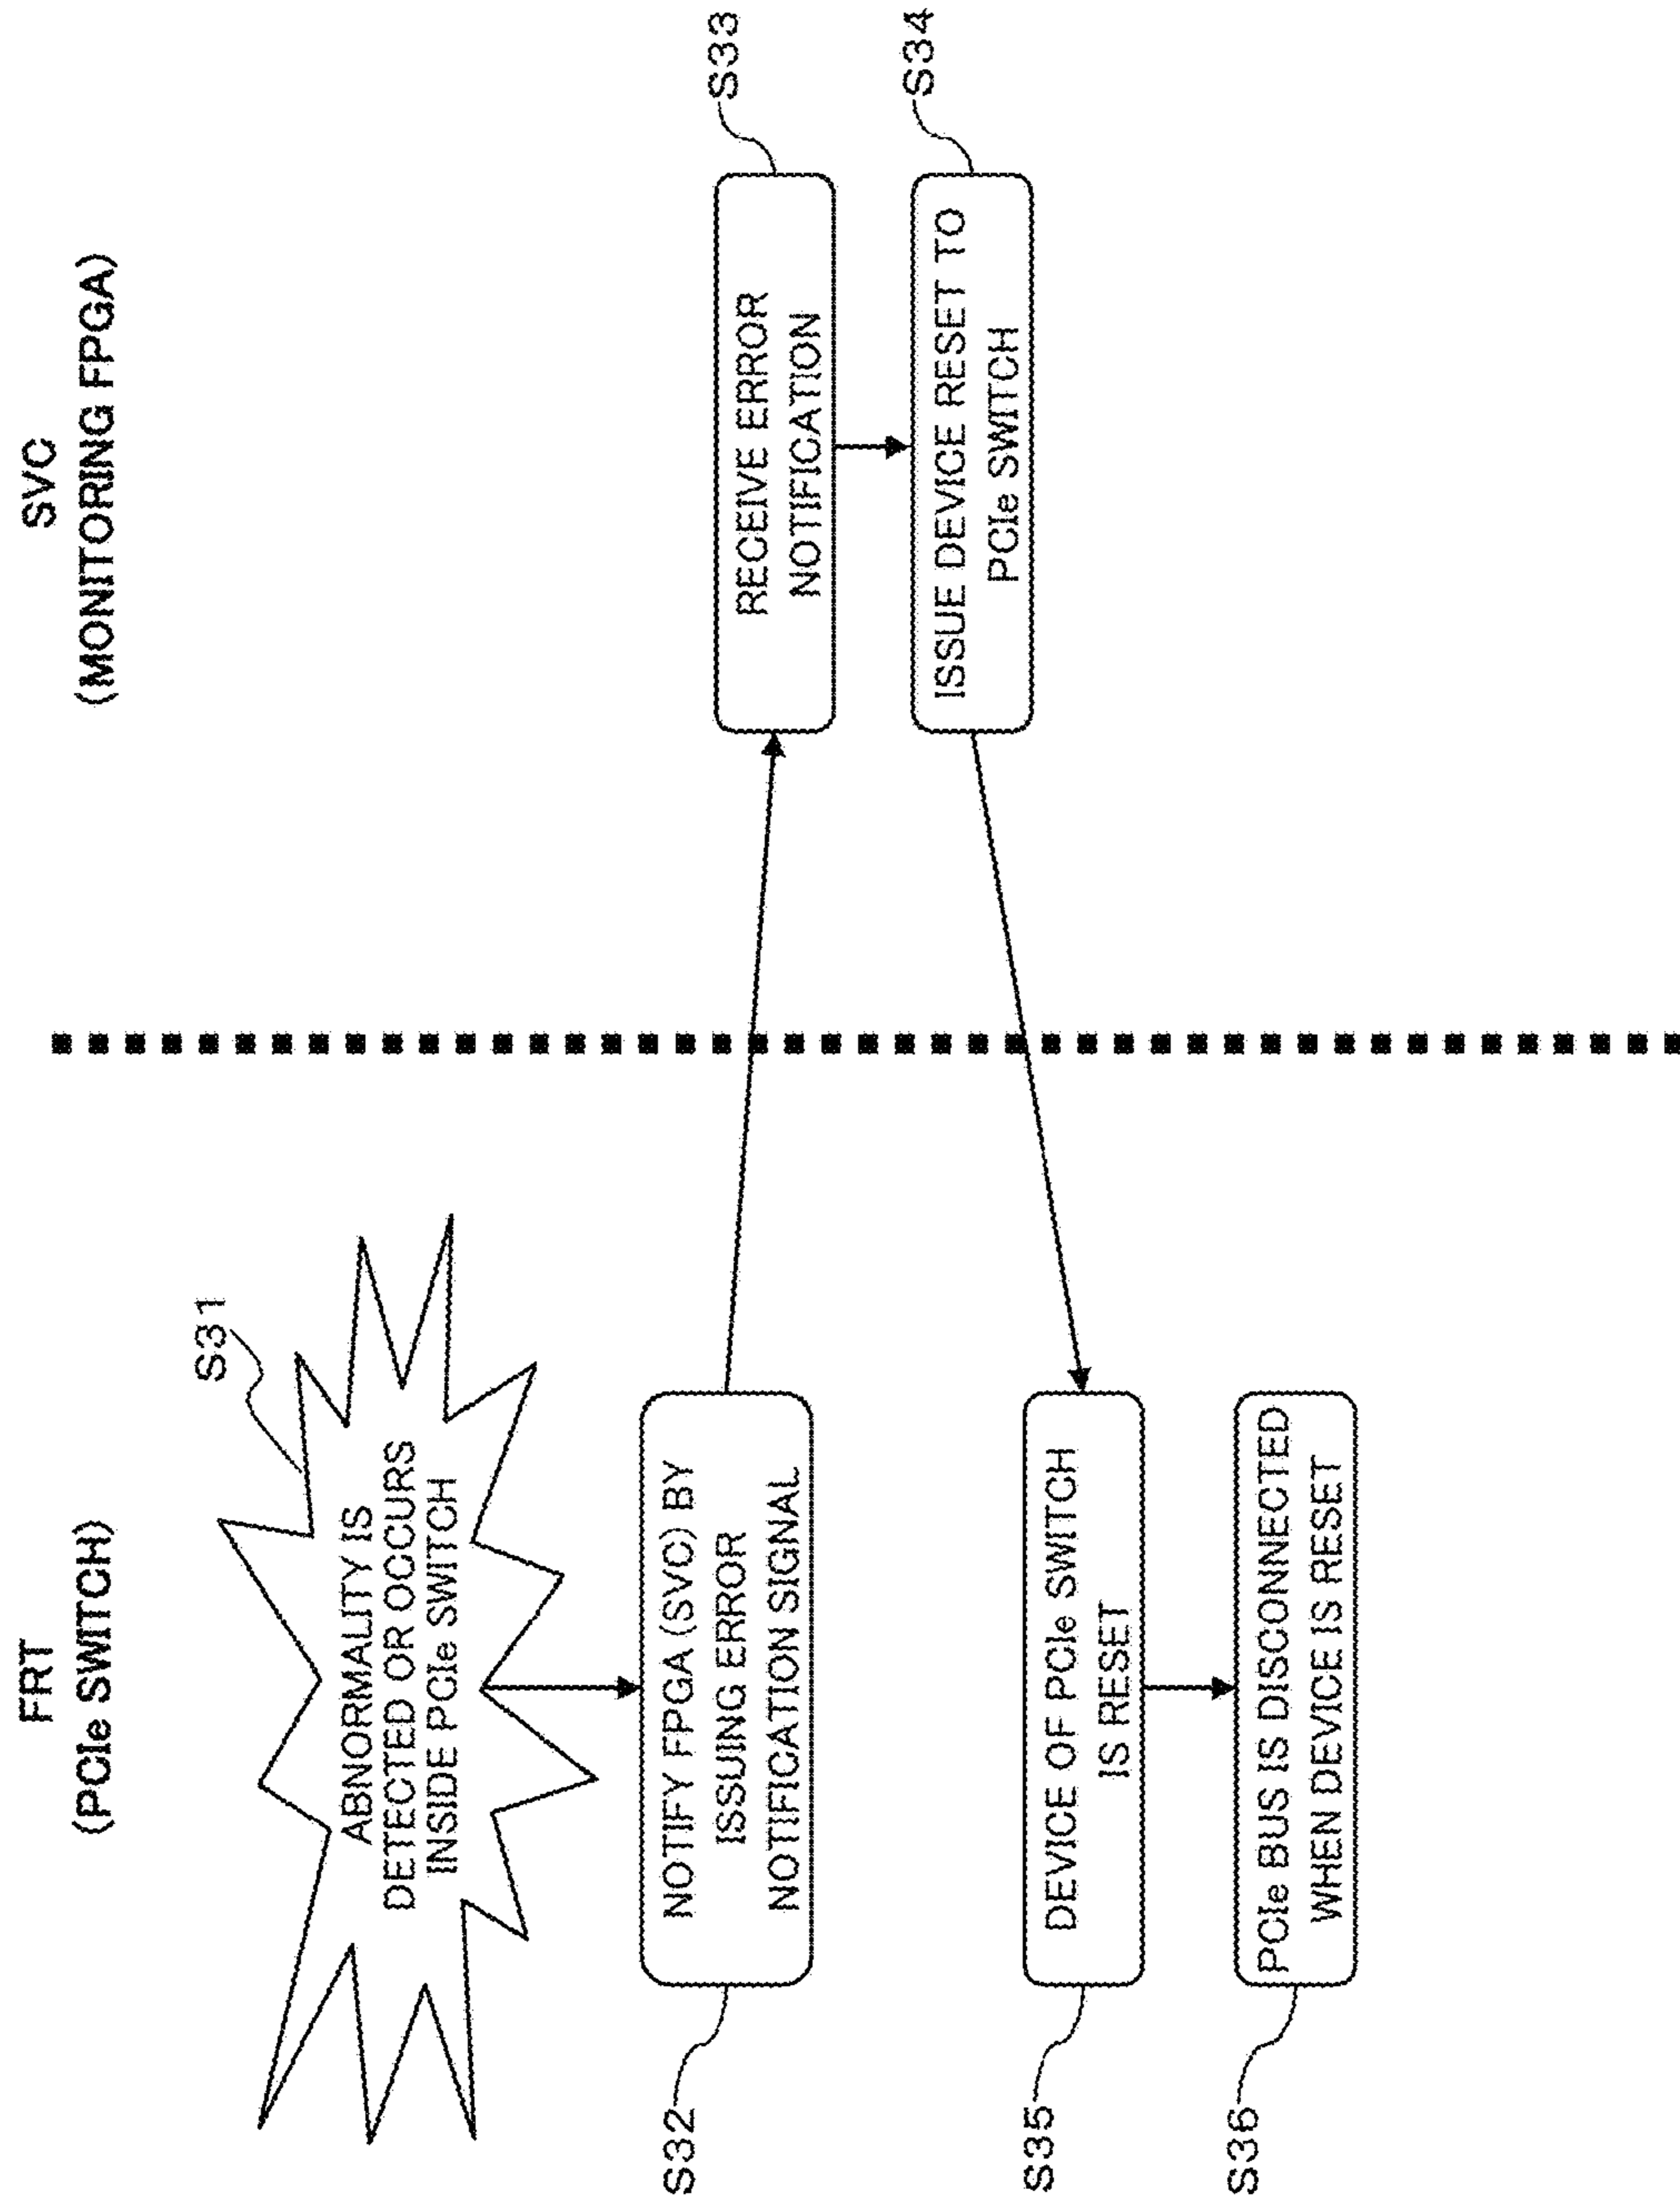 FRT
(PCIe SWITCH)
SVC
(MONITORING FPGA)
S31
ABNORMALITY IS
DETECTED OR OCCURS
INSIDE PCIe SWITCH
S32
NOTIFY FPGA (SVC) BY
ISSUING ERROR
NOTIFICATION SIGNAL
S33
RECEIVE ERROR
NOTIFICATION
S34
ISSUE DEVICE RESET TO
PCIe SWITCH
S35
DEVICE OF PCIe SWITCH
IS RESET
S36
PCIe BUS IS DISCONNECTED
WHEN DEVICE IS RESET